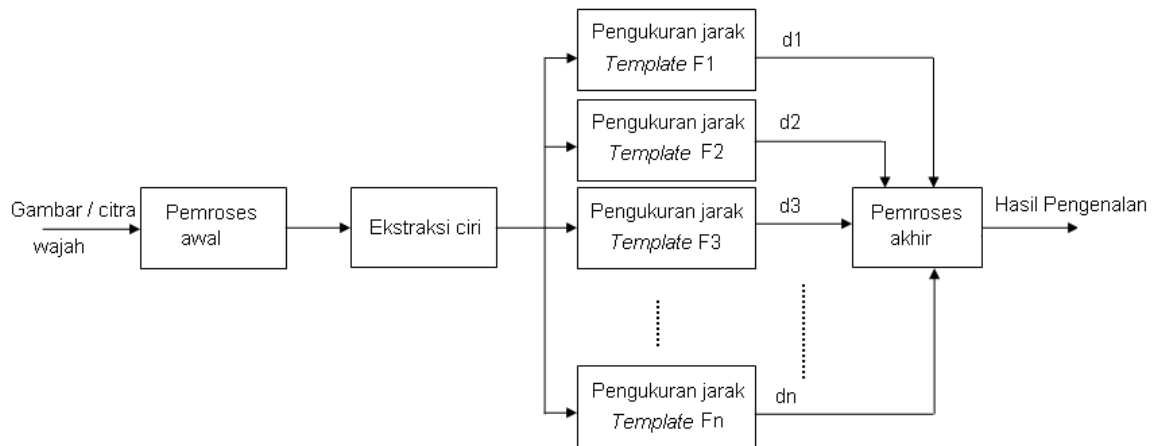 Gambar / citra
wajah
Pemroses
awal
Ekstraksi ciri
Pengukuran jarak
Template F1
d1
Pengukuran jarak
Template F2
d2
Pengukuran jarak
Template F3
d3
Pengukuran jarak
Template Fn
dn
Pemroses
akhir
Hasil Pengenalan